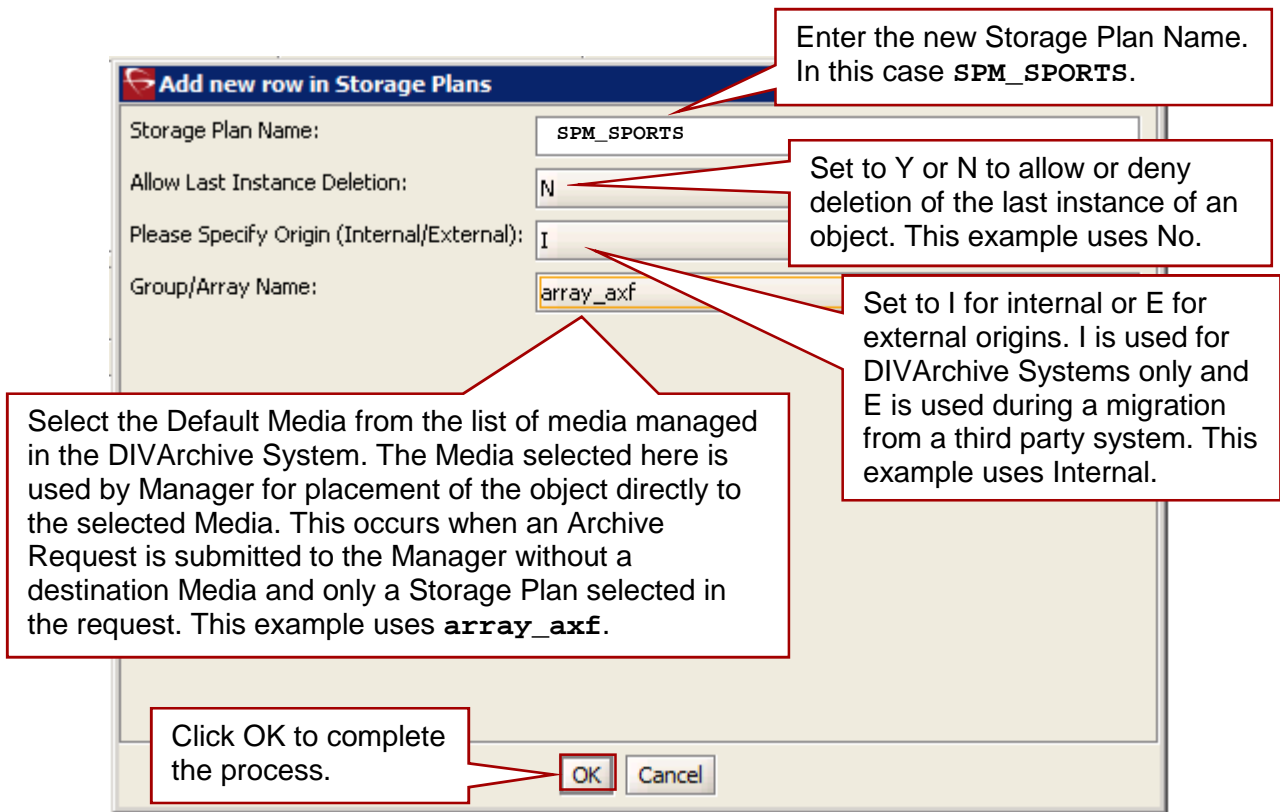 Enter the new Storage Plan Name.
In this case SPM_SPORTS.
Add new row in Storage Plans
Storage Plan Name:
SPM_SPORTS
Allow Last Instance Deletion:
N
Set to Y or N to allow or deny
deletion of the last instance of an
object. This example uses No.
Please Specify Origin (Internal/External):
I
Group/Array Name:
array_axf
Set to I for internal or E for
external origins. I is used for
DIVArchive Systems only and
E is used during a migration
from a third party system. This
example uses Internal.
Select the Default Media from the list of media managed
in the DIVArchive System. The Media selected here is
used by Manager for placement of the object directly to
the selected Media. This occurs when an Archive
Request is submitted to the Manager without a
destination Media and only a Storage Plan selected in
the request. This example uses array_axf.
Click OK to complete
the process.
OK
Cancel